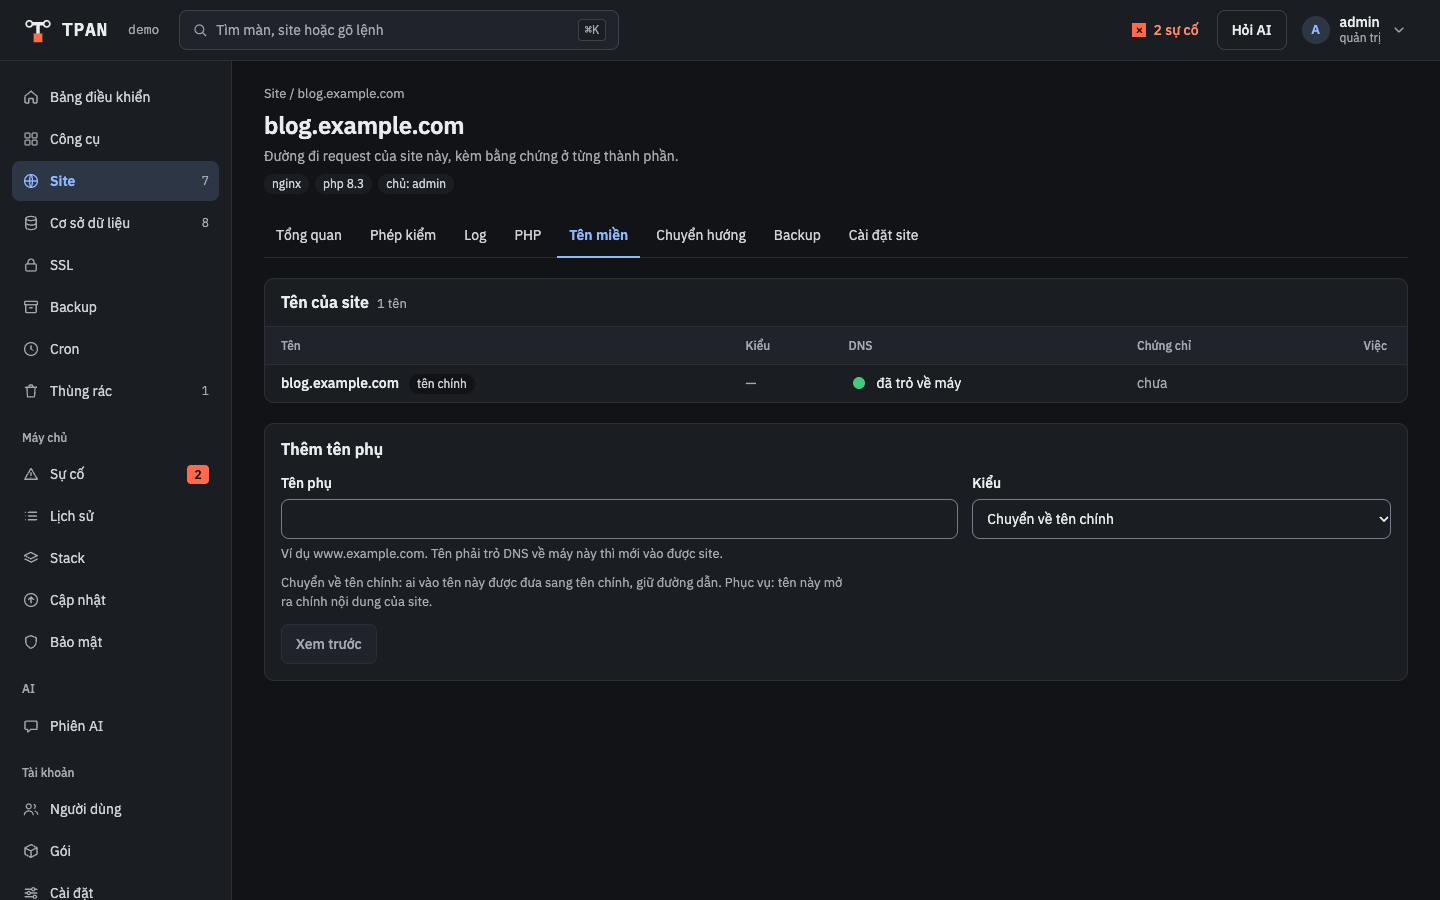 TPAN demo
Tìm màn, site hoặc gõ lệnh ⌘K
2 sự cố
Hỏi AI
A admin
quản trị
Bảng điều khiển
Công cụ
Site 7
Cơ sở dữ liệu 8
SSL
Backup
Cron
Thùng rác 1
Máy chủ
Sự cố 2
Lịch sử
Stack
Cập nhật
Bảo mật
AI
Phiên AI
Tài khoản
Người dùng
Gói
Cài đặt
Site / blog.example.com
blog.example.com
Đường đi request của site này, kèm bằng chứng ở từng thành phần.
nginx php 8.3 chủ: admin
Tổng quan Phép kiểm Log PHP Tên miền Chuyển hướng Backup Cài đặt site
Tên của site 1 tên
Tên Kiểu DNS Chứng chỉ Việc
blog.example.com tên chính — đã trỏ về máy chưa
Thêm tên phụ
Tên phụ Kiểu
Chuyển về tên chính
Ví dụ www.example.com. Tên phải trỏ DNS về máy này thì mới vào được site.
Chuyển về tên chính: ai vào tên này được đưa sang tên chính, giữ đường dẫn. Phục vụ: tên này mở
ra chính nội dung của site.
Xem trước